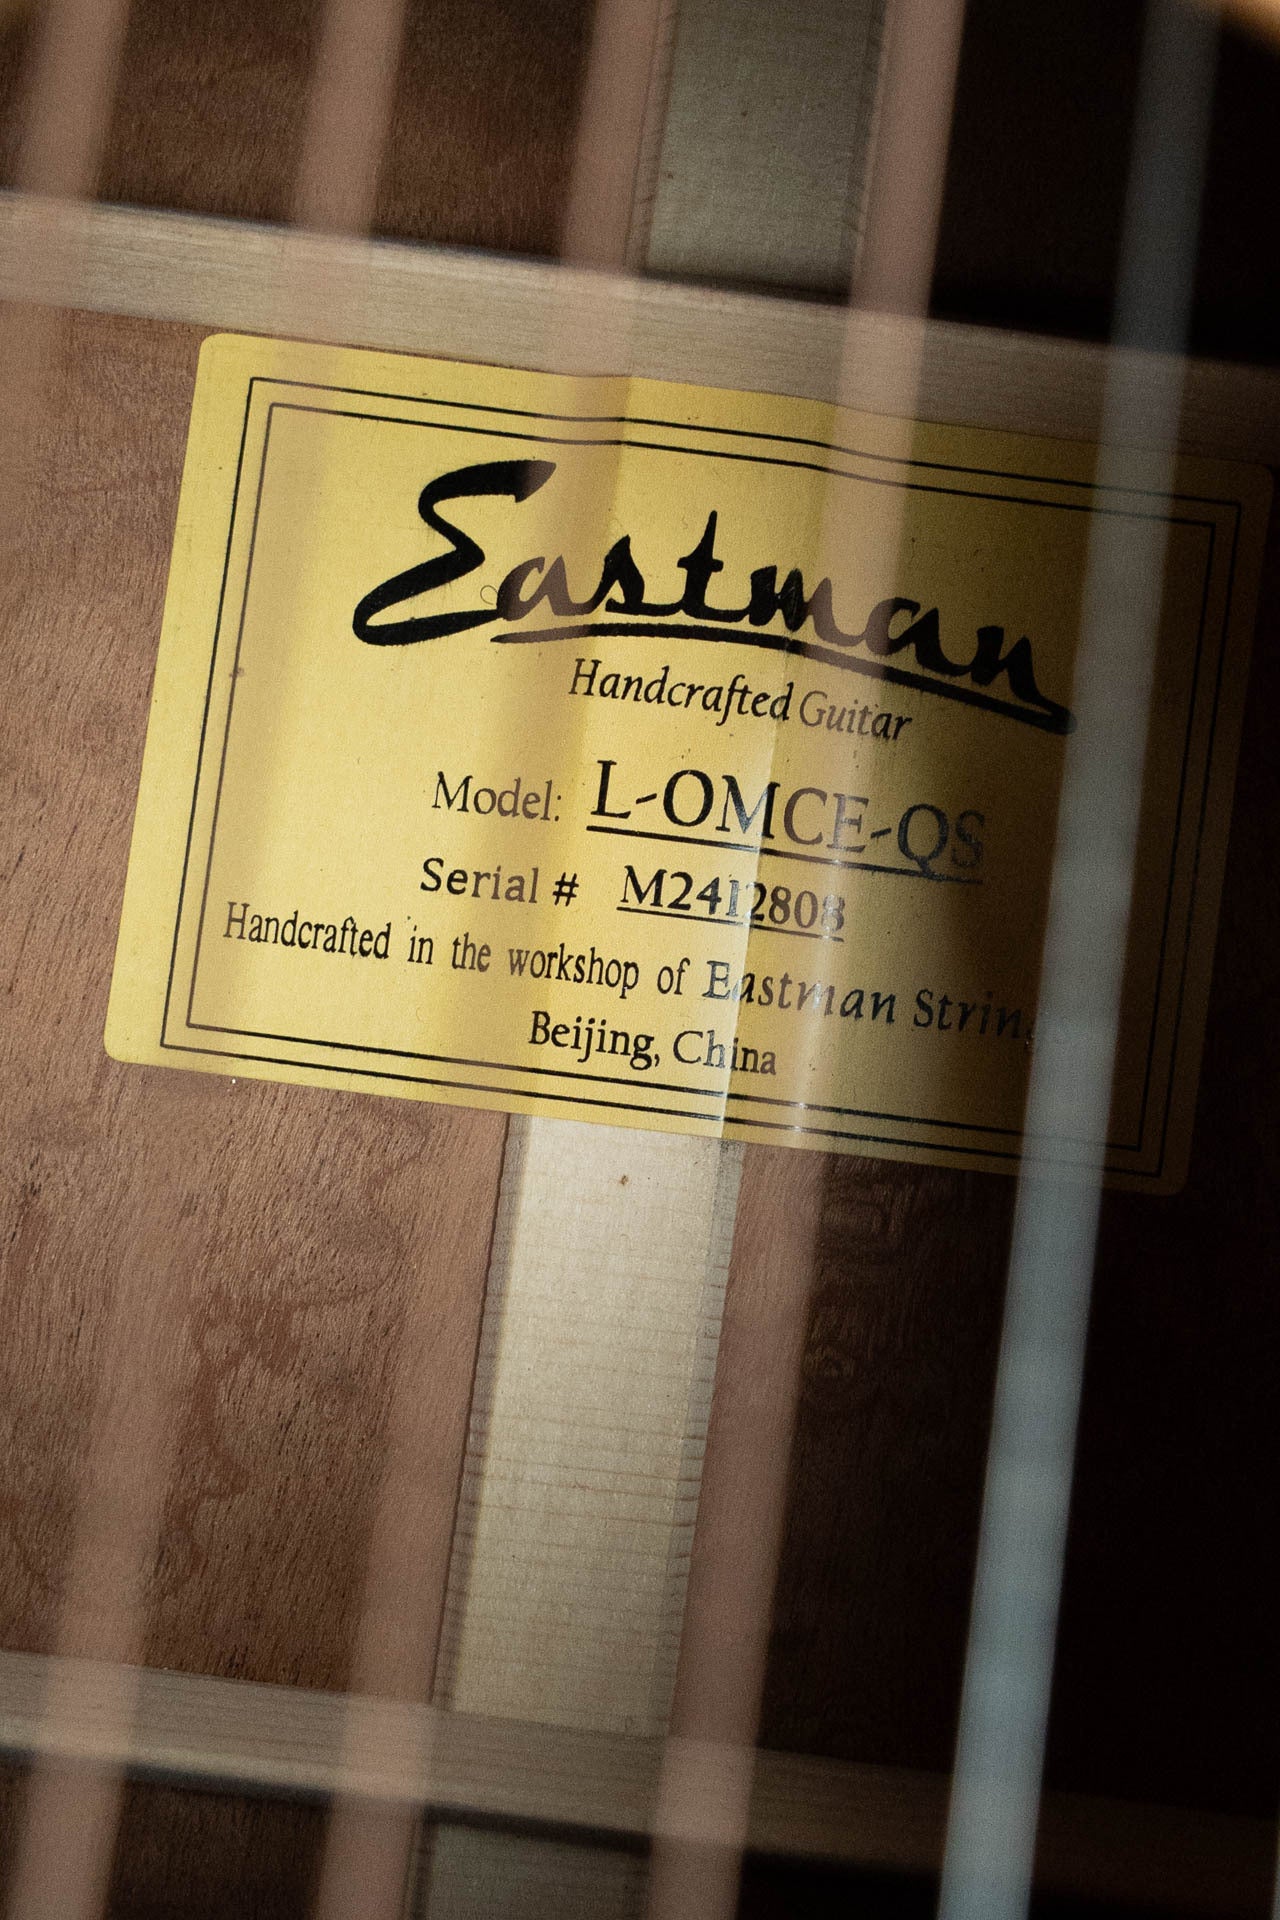 Eastman
Handcrafted Guitar
Model: L-OMCE-QS
Serial # M2412808
Handcrafted in the workshop of Eastman
Beijing, China